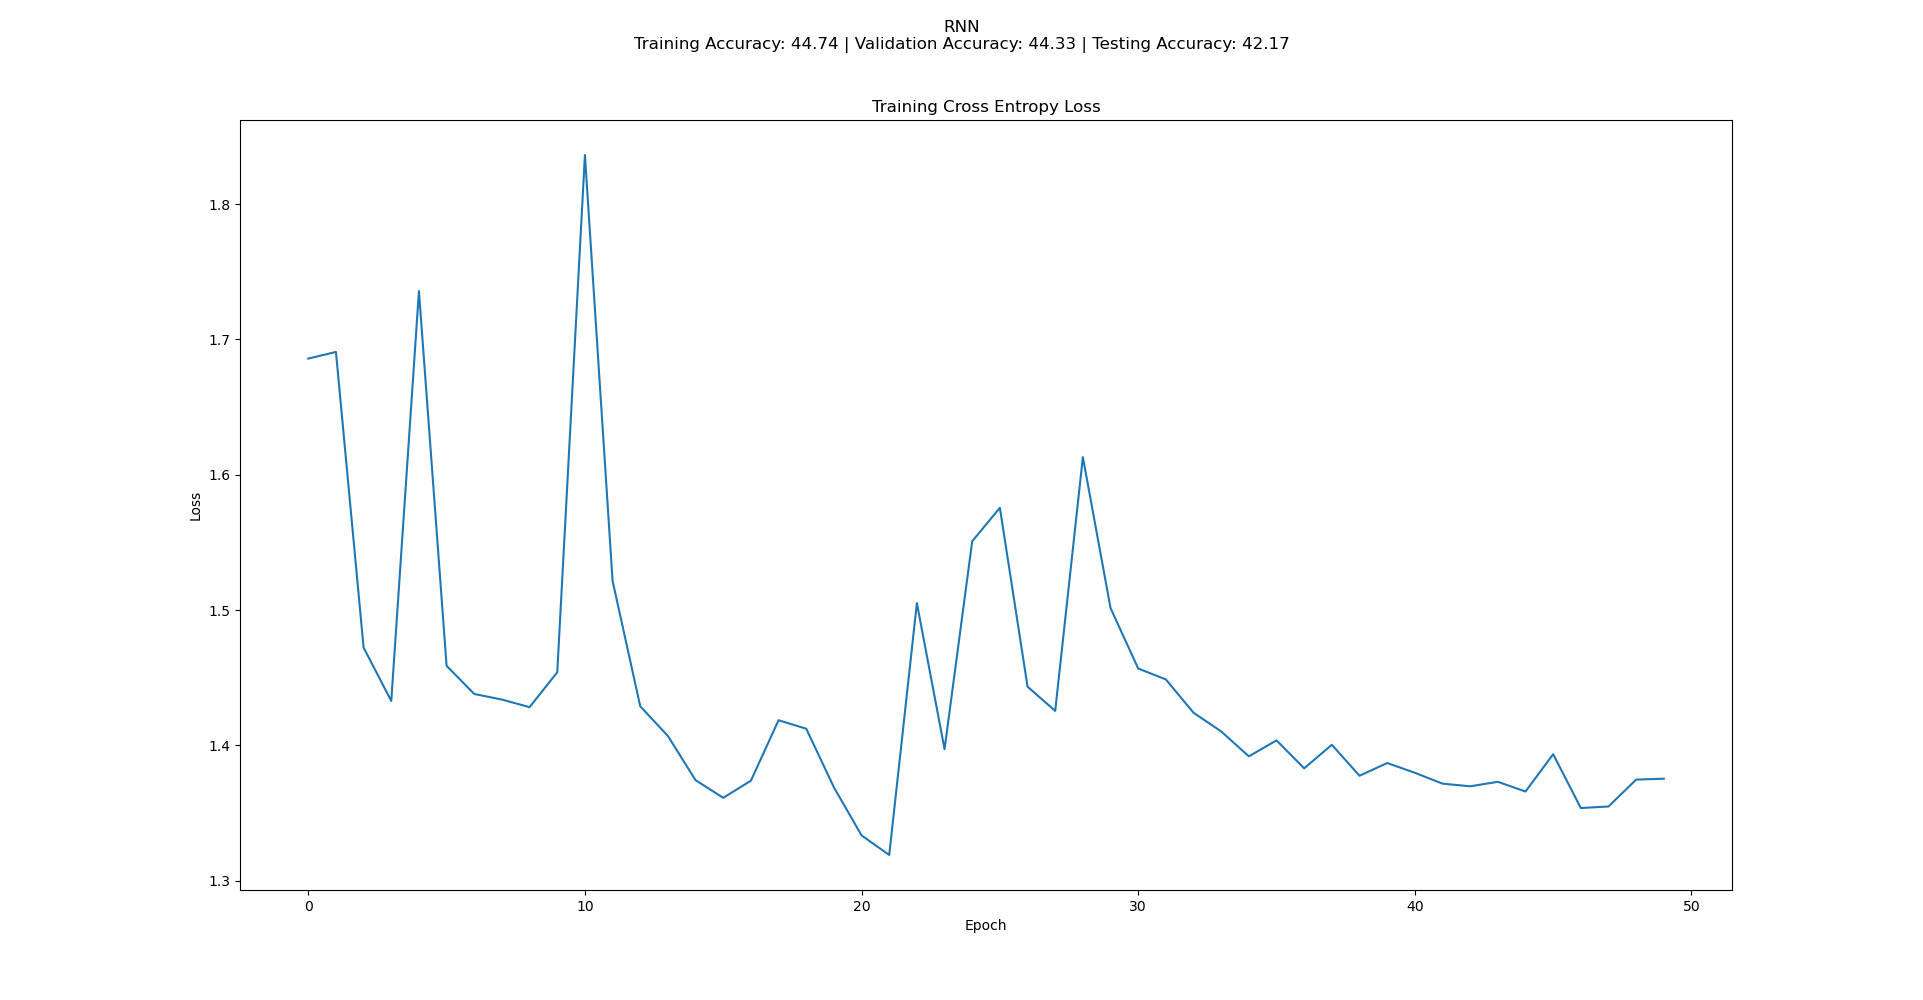 RNN
Training Accuracy: 44.74 | Validation Accuracy: 44.33 | Testing Accuracy: 42.17
Training Cross Entropy Loss
1.8
1.7
1.6
1.5
1.4
1.3
Loss
0 10 20 30 40 50
Epoch